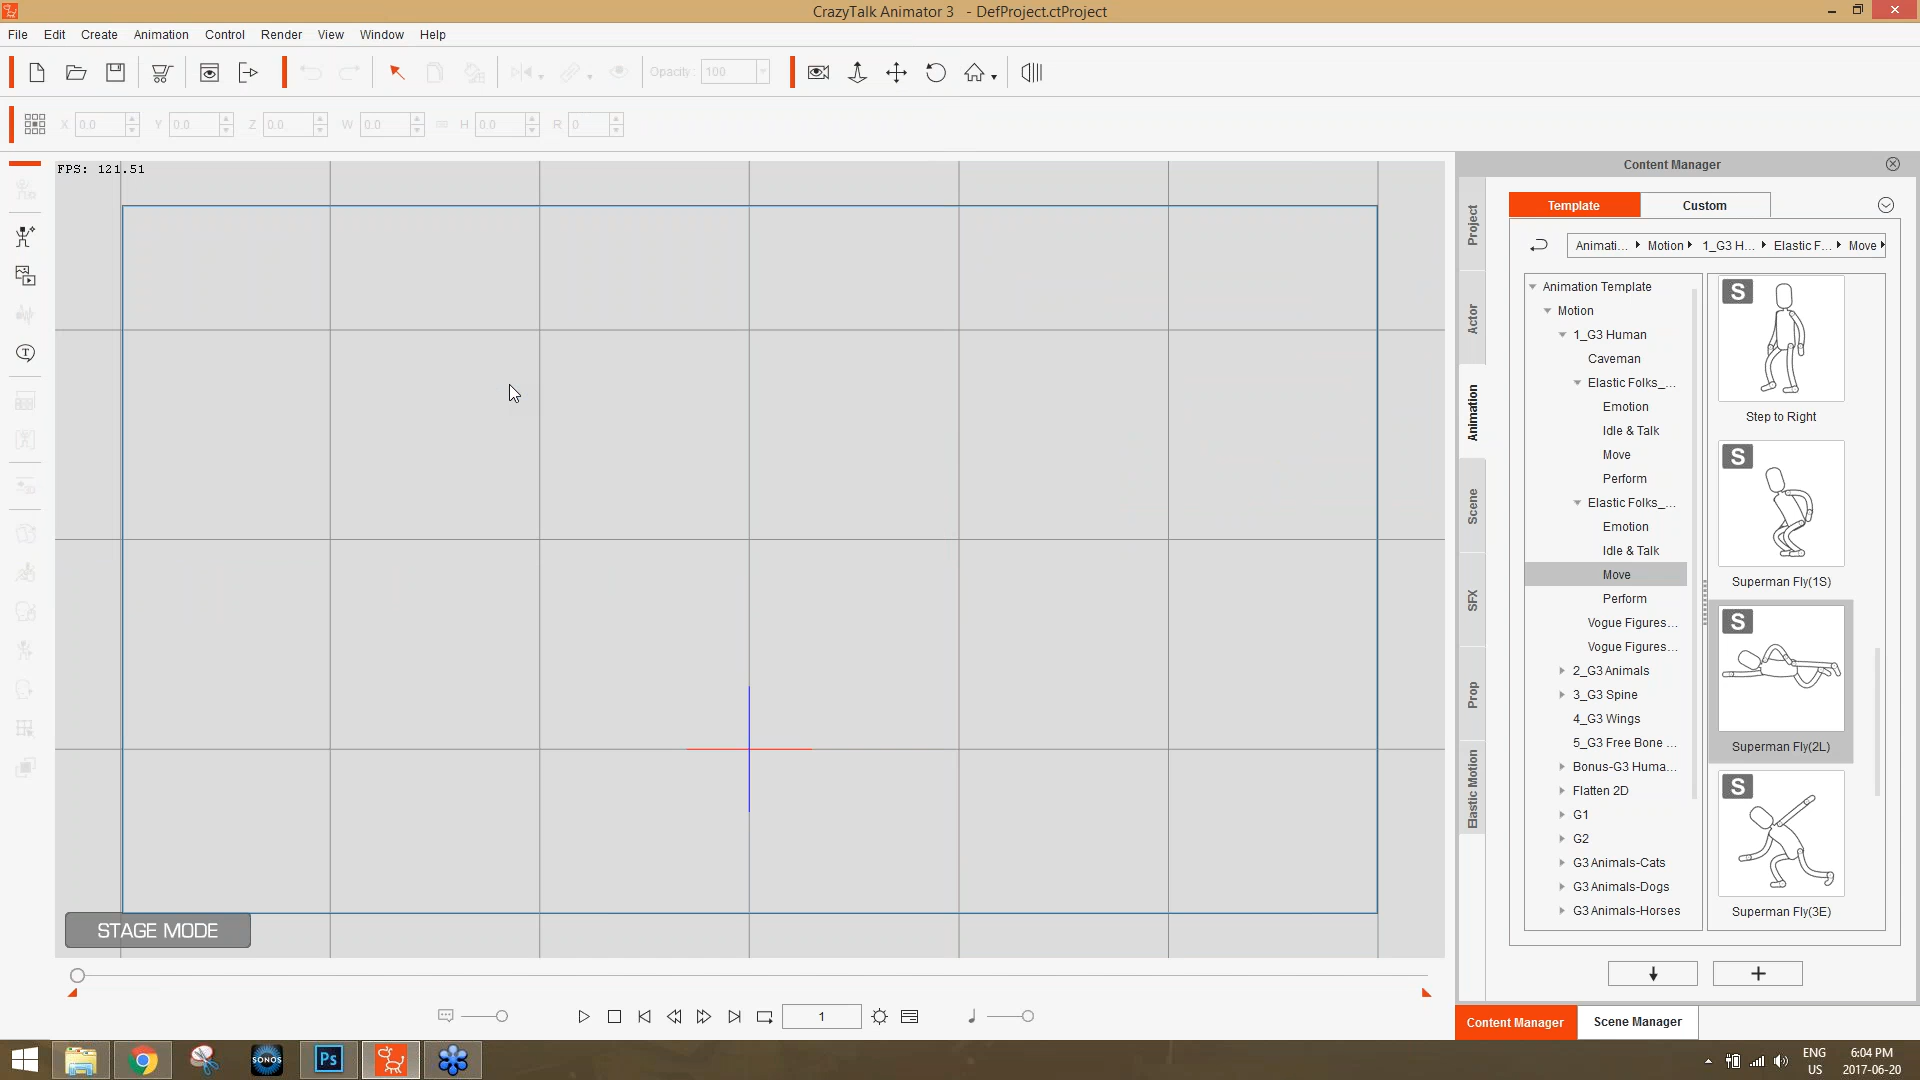 CrazyTalk Animator 3 - DefProject.ctProject
File Edit Create Animation Control Render View Window Help
Opacity: 100
X 0.0 Y 0.0 Z 0.0 W 0.0 H 0.0 R 0
FPS: 121.51
STAGE MODE
1
Content Manager
Template Custom
Animati... Motion 1_G3 H... Elastic F... Move
Project
Actor
Animation
Scene
SFX
Prop
Elastic Motion
Animation Template
Motion
1_G3 Human
Caveman
Elastic Folks_...
Emotion
Idle & Talk
Move
Perform
Elastic Folks_...
Emotion
Idle & Talk
Move
Perform
Vogue Figures...
Vogue Figures...
2_G3 Animals
3_G3 Spine
4_G3 Wings
5_G3 Free Bone ...
Bonus-G3 Huma...
Flatten 2D
G1
G2
G3 Animals-Cats
G3 Animals-Dogs
G3 Animals-Horses
S
Step to Right
S
Superman Fly(1S)
S
Superman Fly(2L)
S
Superman Fly(3E)
Content Manager Scene Manager
SONOS
Ps
ENG
US
6:04 PM
2017-06-20